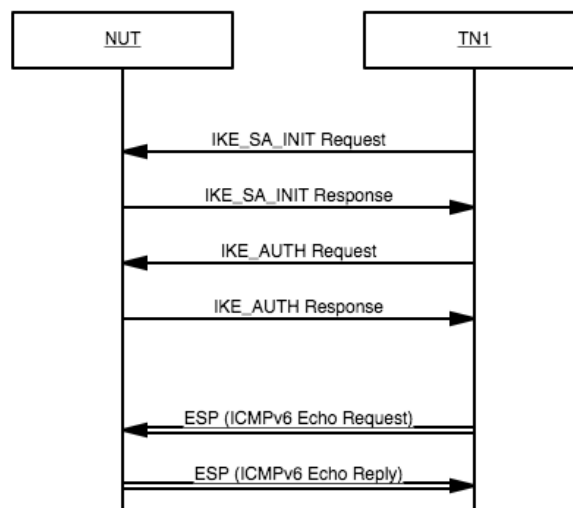 NUT
TN1
IKE_SA_INIT Request
IKE_SA_INIT Response
IKE_AUTH Request
IKE_AUTH Response
ESP (ICMPv6 Echo Request)
ESP (ICMPv6 Echo Reply)